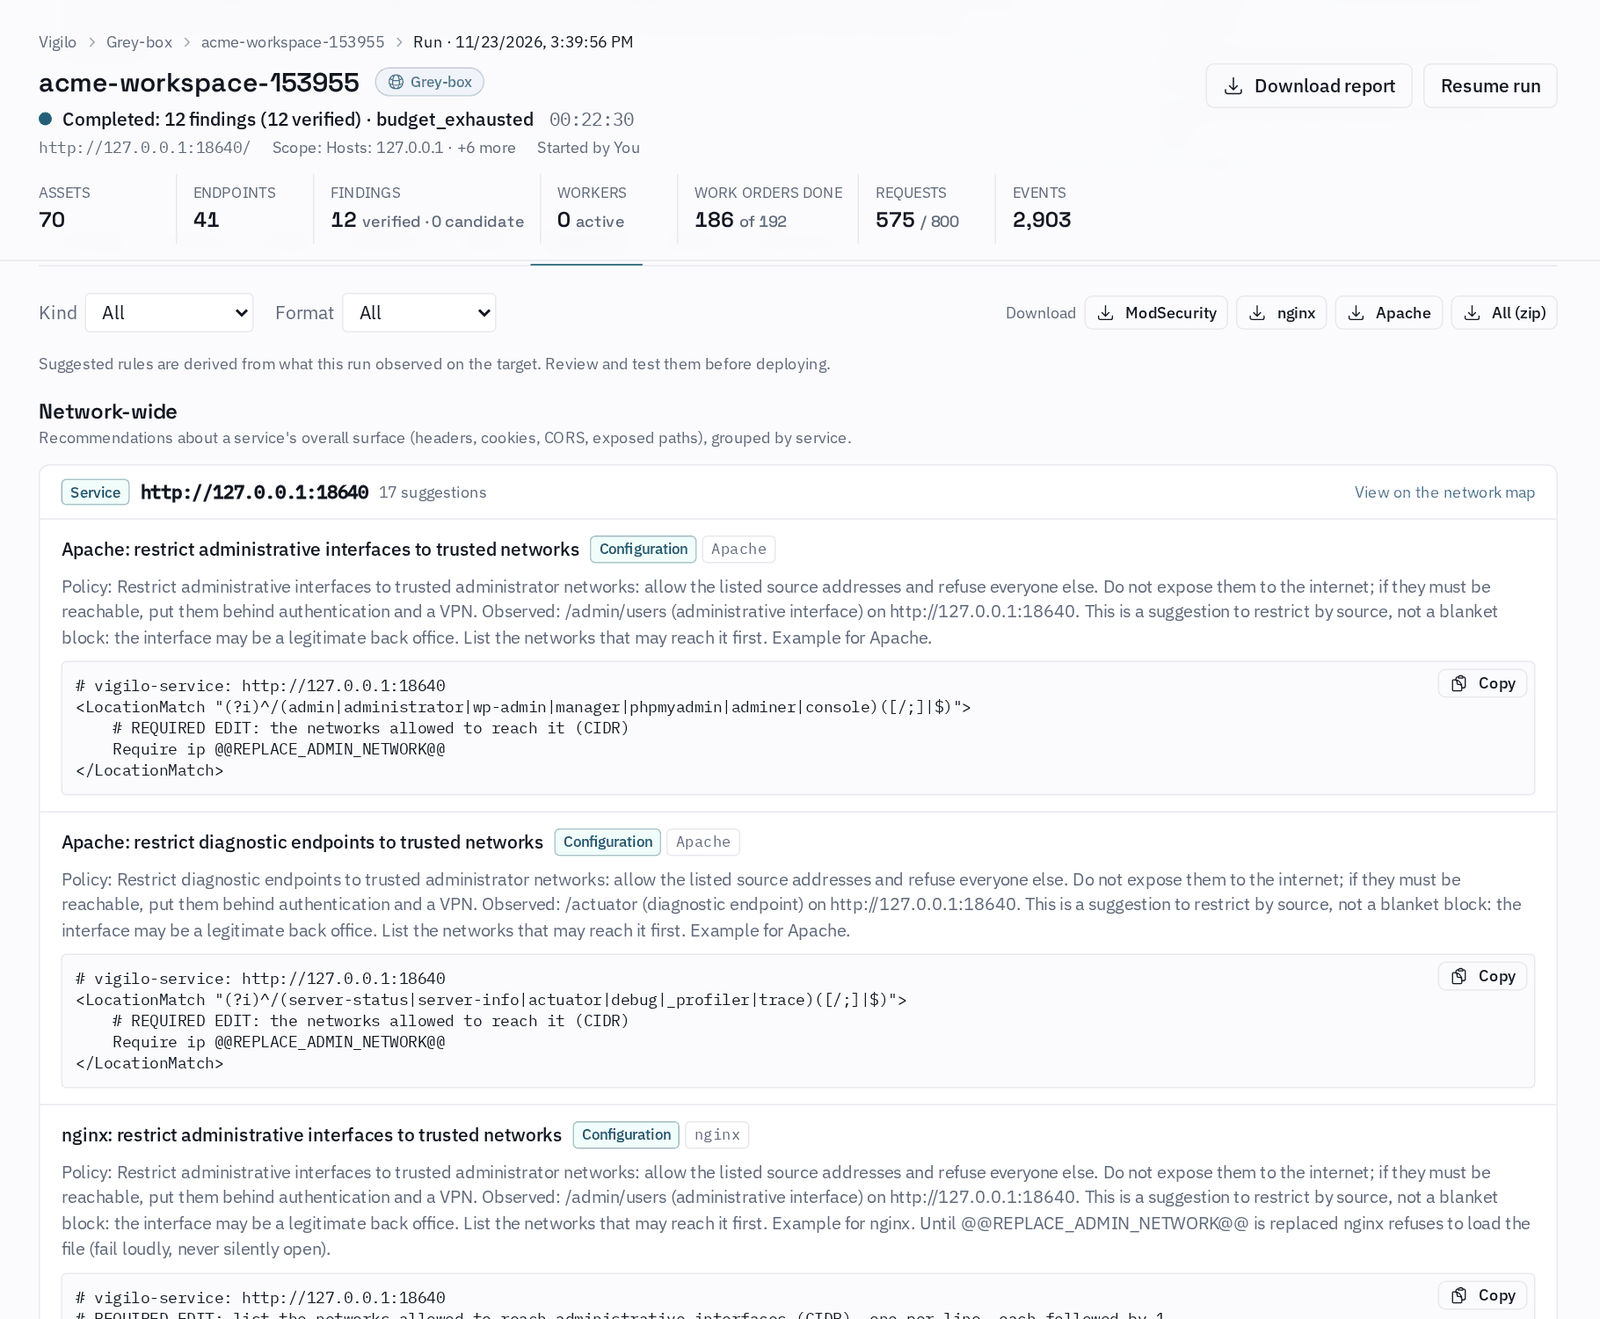 Vigilo > Grey-box > acme-workspace-153955 > Run · 11/23/2026, 3:39:56 PM
acme-workspace-153955 Grey-box
Download report Resume run
Completed: 12 findings (12 verified) · budget_exhausted 00:22:30
http://127.0.0.1:18640/ Scope: Hosts: 127.0.0.1 · +6 more Started by You
ASSETS ENDPOINTS FINDINGS WORKERS WORK ORDERS DONE REQUESTS EVENTS
70 41 12 verified · 0 candidate 0 active 186 of 192 575 / 800 2,903
Kind All Format All Download ModSecurity nginx Apache All (zip)
Suggested rules are derived from what this run observed on the target. Review and test them before deploying.
Network-wide
Recommendations about a service's overall surface (headers, cookies, CORS, exposed paths), grouped by service.
Service http://127.0.0.1:18640 17 suggestions View on the network map
Apache: restrict administrative interfaces to trusted networks Configuration Apache
Policy: Restrict administrative interfaces to trusted administrator networks: allow the listed source addresses and refuse everyone else. Do not expose them to the internet; if they must be
reachable, put them behind authentication and a VPN. Observed: /admin/users (administrative interface) on http://127.0.0.1:18640. This is a suggestion to restrict by source, not a blanket
block: the interface may be a legitimate back office. List the networks that may reach it first. Example for Apache.
Copy
# vigilo-service: http://127.0.0.1:18640
<LocationMatch "(?i)^/(admin|administrator|wp-admin|manager|phpmyadmin|adminer|console)([/;]|$)">
# REQUIRED EDIT: the networks allowed to reach it (CIDR)
Require ip @@REPLACE_ADMIN_NETWORK@@
</LocationMatch>
Apache: restrict diagnostic endpoints to trusted networks Configuration Apache
Policy: Restrict diagnostic endpoints to trusted administrator networks: allow the listed source addresses and refuse everyone else. Do not expose them to the internet; if they must be
reachable, put them behind authentication and a VPN. Observed: /actuator (diagnostic endpoint) on http://127.0.0.1:18640. This is a suggestion to restrict by source, not a blanket block: the
interface may be a legitimate back office. List the networks that may reach it first. Example for Apache.
Copy
# vigilo-service: http://127.0.0.1:18640
<LocationMatch "(?i)^/(server-status|server-info|actuator|debug|_profiler|trace)([/;]|$)">
# REQUIRED EDIT: the networks allowed to reach it (CIDR)
Require ip @@REPLACE_ADMIN_NETWORK@@
</LocationMatch>
nginx: restrict administrative interfaces to trusted networks Configuration nginx
Policy: Restrict administrative interfaces to trusted administrator networks: allow the listed source addresses and refuse everyone else. Do not expose them to the internet; if they must be
reachable, put them behind authentication and a VPN. Observed: /admin/users (administrative interface) on http://127.0.0.1:18640. This is a suggestion to restrict by source, not a blanket
block: the interface may be a legitimate back office. List the networks that may reach it first. Example for nginx. Until @@REPLACE_ADMIN_NETWORK@@ is replaced nginx refuses to load the
file (fail loudly, never silently open).
Copy
# vigilo-service: http://127.0.0.1:18640
# REQUIRED EDIT: list the networks allowed to reach administrative interfaces (CIDR), one per line, each followed by 1